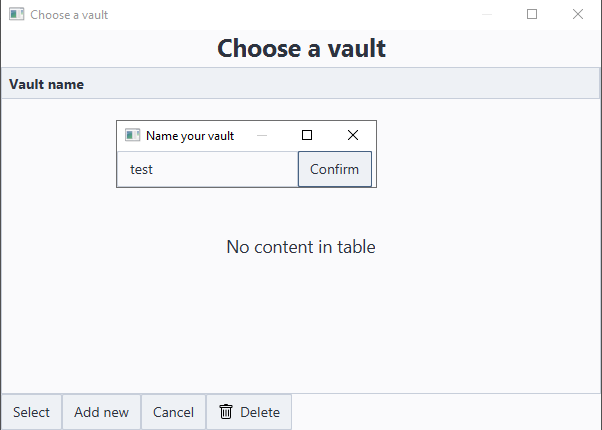 Choose a vault
Choose a vault
Vault name
Name your vault
test
Confirm
No content in table
Select
Add new
Cancel
Delete